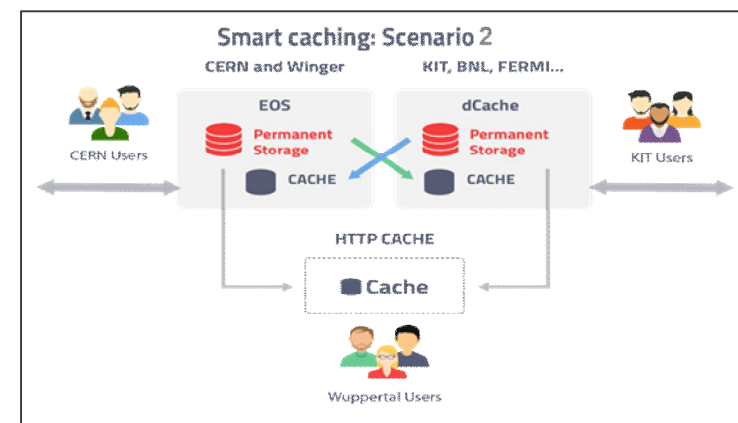 Smart caching: Scenario 2
CERN and Winger
KIT, BNL, FERMI...
EOS
dCache
Permanent
Storage
Permanent
Storage
CERN Users
KIT Users
CACHE
CACHE
HTTP CACHE
Cache
Wuppertal Users